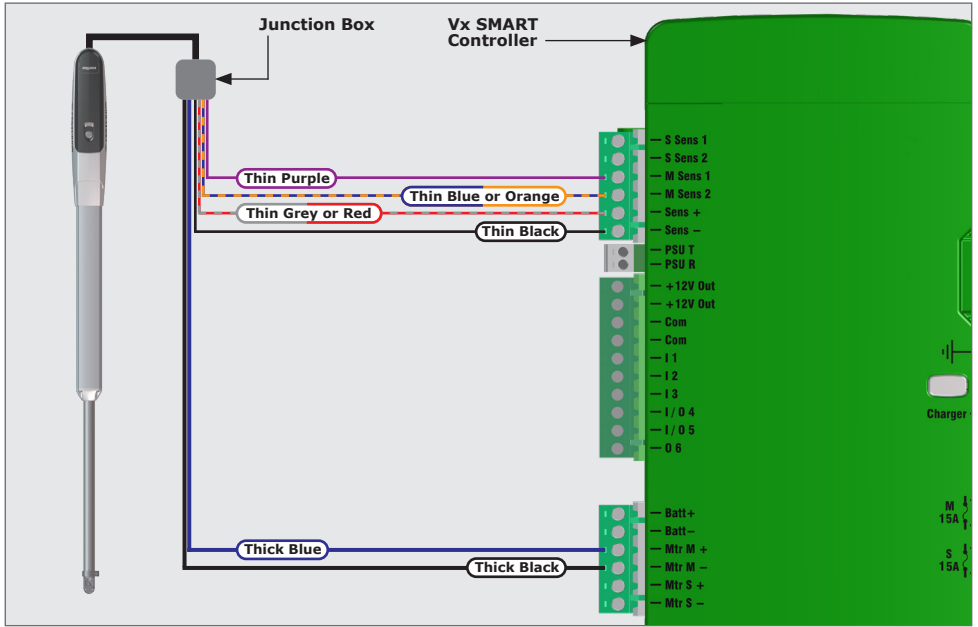 Junction Box
Vx SMART
Controller
S Sens 1
S Sens 2
Thin Purple
M Sens 1
Thin Blue or Orange
M Sens 2
Thin Grey or Red
Sens +
Thin Black
Sens −
PSU T
PSU R
+12V Out
+12V Out
Com
Com
I 1
I 2
I 3
I / O 4
I / O 5
O 6
Charger
Batt+
M
15A
Batt−
Thick Blue
Mtr M +
S
15A
Thick Black
Mtr M −
Mtr S +
Mtr S −